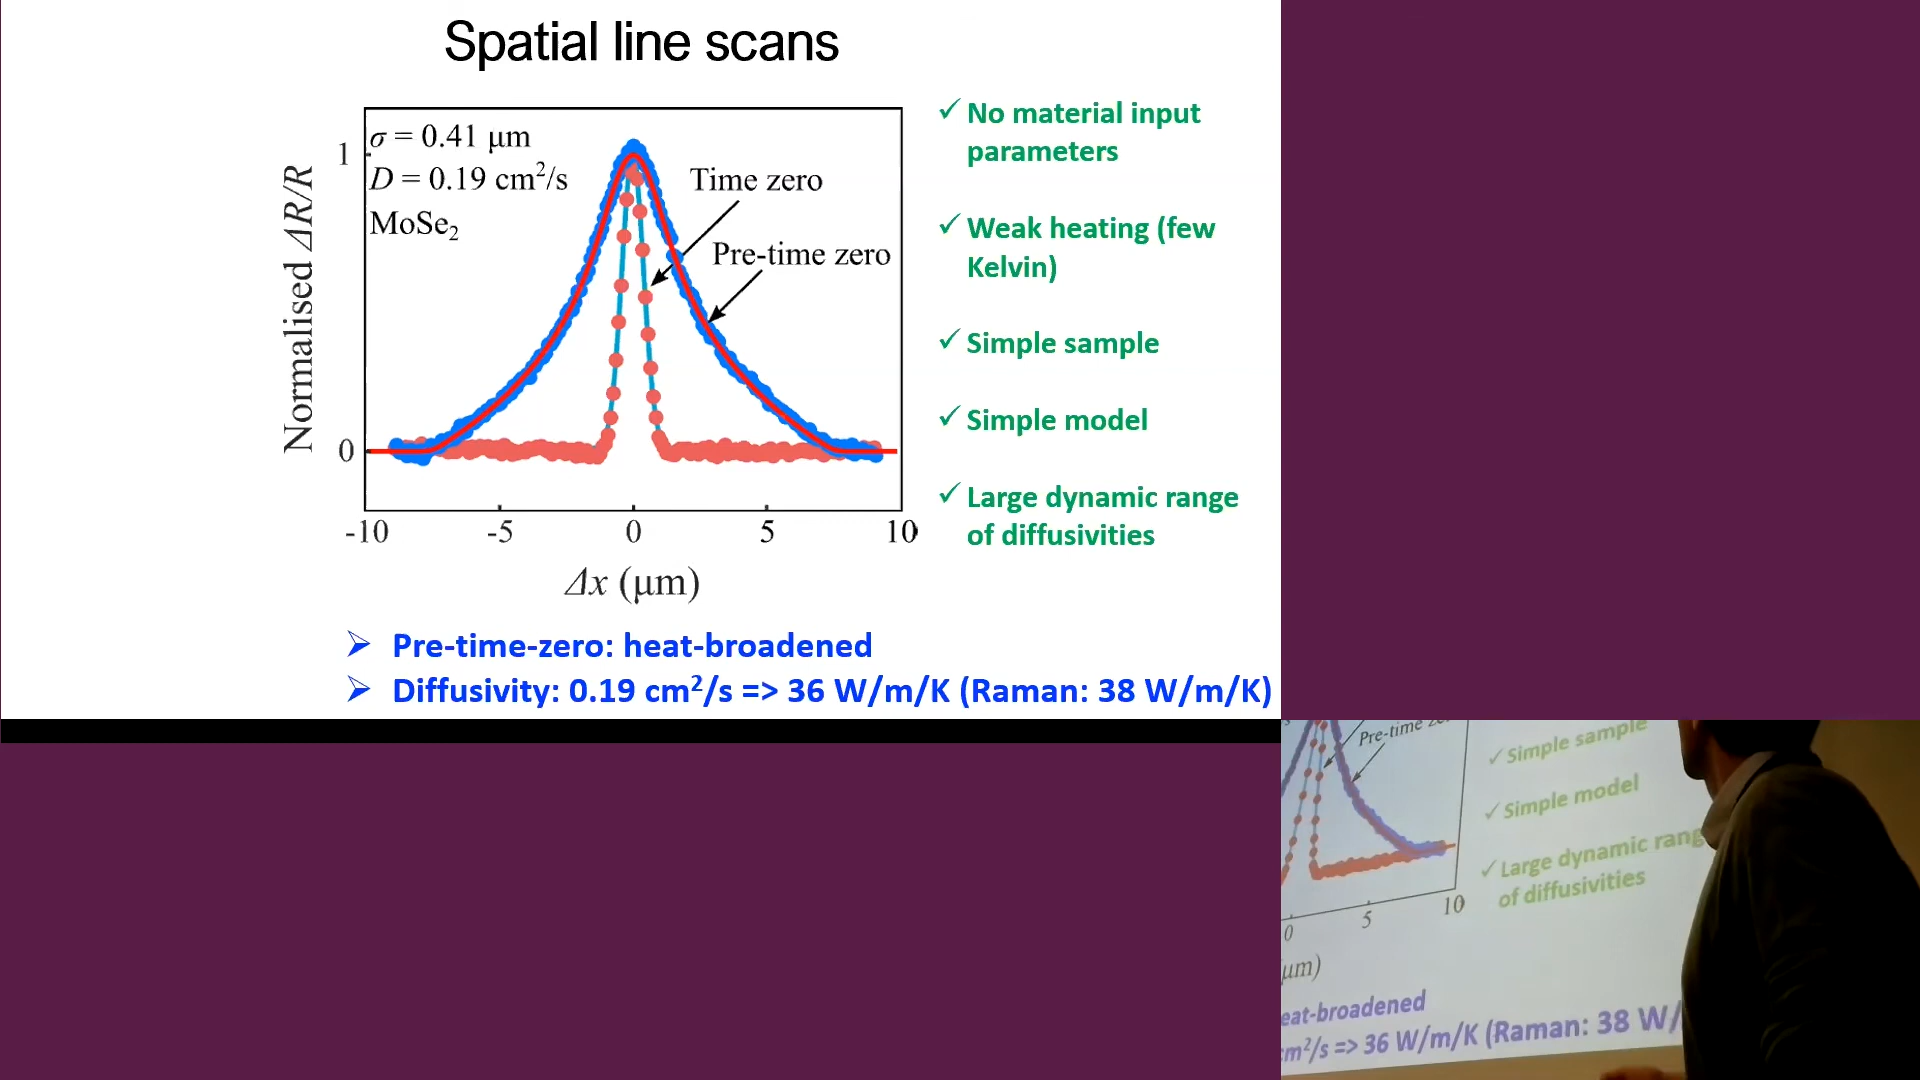 Spatial line scans
σ = 0.41 μm
D = 0.19 cm²/s
MoSe₂
Time zero
Pre-time zero
Normalised ΔR/R
1
0
-10 -5 0 5 10
Δx (μm)
✓ No material input
parameters
✓ Weak heating (few
Kelvin)
✓ Simple sample
✓ Simple model
✓ Large dynamic range
of diffusivities
➢ Pre-time-zero: heat-broadened
➢ Diffusivity: 0.19 cm²/s => 36 W/m/K (Raman: 38 W/m/K)
Pre-time
✓ Simple sample
✓ Simple model
✓ Large dynamic rang
of diffusivities
0 5 10
μm)
eat-broadened
cm²/s => 36 W/m/K (Raman: 38 W/